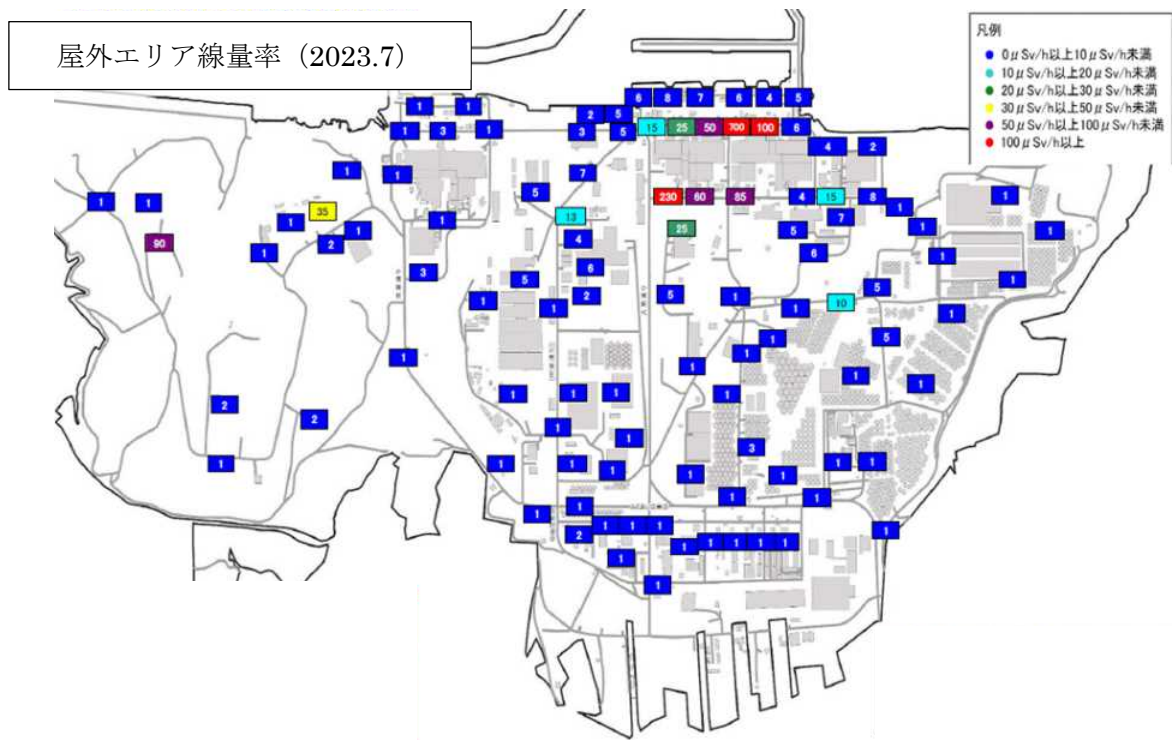 屋外エリア線量率（2023.7）
凡例
0μSv/h以上10μSv/h未満
10μSv/h以上20μSv/h未満
20μSv/h以上30μSv/h未満
30μSv/h以上50μSv/h未満
50μSv/h以上100μSv/h未満
100μSv/h以上
6 8 7 6 4 5
1 1
2 5
1 3 1 3 5 15 25 50 700 100 6
4 2
1 1 7
1 1 5 230 60 85 4 15 8 1
1 35 1 13 7 1
1 2 1 4 25 5 1 1
90 1 3 6 6 1
5 5 1
1 1 2 5 1 1 10 1
1 1 1 5
1 1 1
1 1 1 1
2 2 1 1 3
1 1 1 1 1 1 1 1
1 1 1
1 1 1 1 1
2 1 1 1 1 1 1
1
1